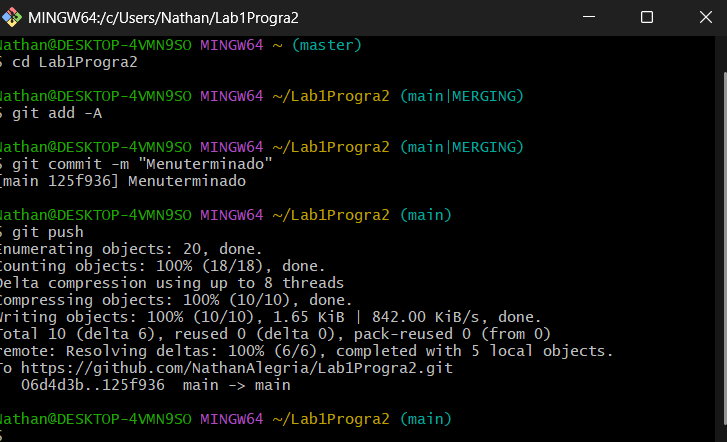 MINGW64:/c/Users/Nathan/Lab1Progra2
Nathan@DESKTOP-4VMN9SO MINGW64 ~ (master)
$ cd Lab1Progra2
Nathan@DESKTOP-4VMN9SO MINGW64 ~/Lab1Progra2 (main|MERGING)
$ git add -A
Nathan@DESKTOP-4VMN9SO MINGW64 ~/Lab1Progra2 (main|MERGING)
$ git commit -m "Menuterminado"
[main 125f936] Menuterminado
Nathan@DESKTOP-4VMN9SO MINGW64 ~/Lab1Progra2 (main)
$ git push
Enumerating objects: 20, done.
Counting objects: 100% (18/18), done.
Delta compression using up to 8 threads
Compressing objects: 100% (10/10), done.
Writing objects: 100% (10/10), 1.65 KiB | 842.00 KiB/s, done.
Total 10 (delta 6), reused 0 (delta 0), pack-reused 0 (from 0)
remote: Resolving deltas: 100% (6/6), completed with 5 local objects.
To https://github.com/NathanAlegria/Lab1Progra2.git
06d4d3b..125f936  main -> main
Nathan@DESKTOP-4VMN9SO MINGW64 ~/Lab1Progra2 (main)
$